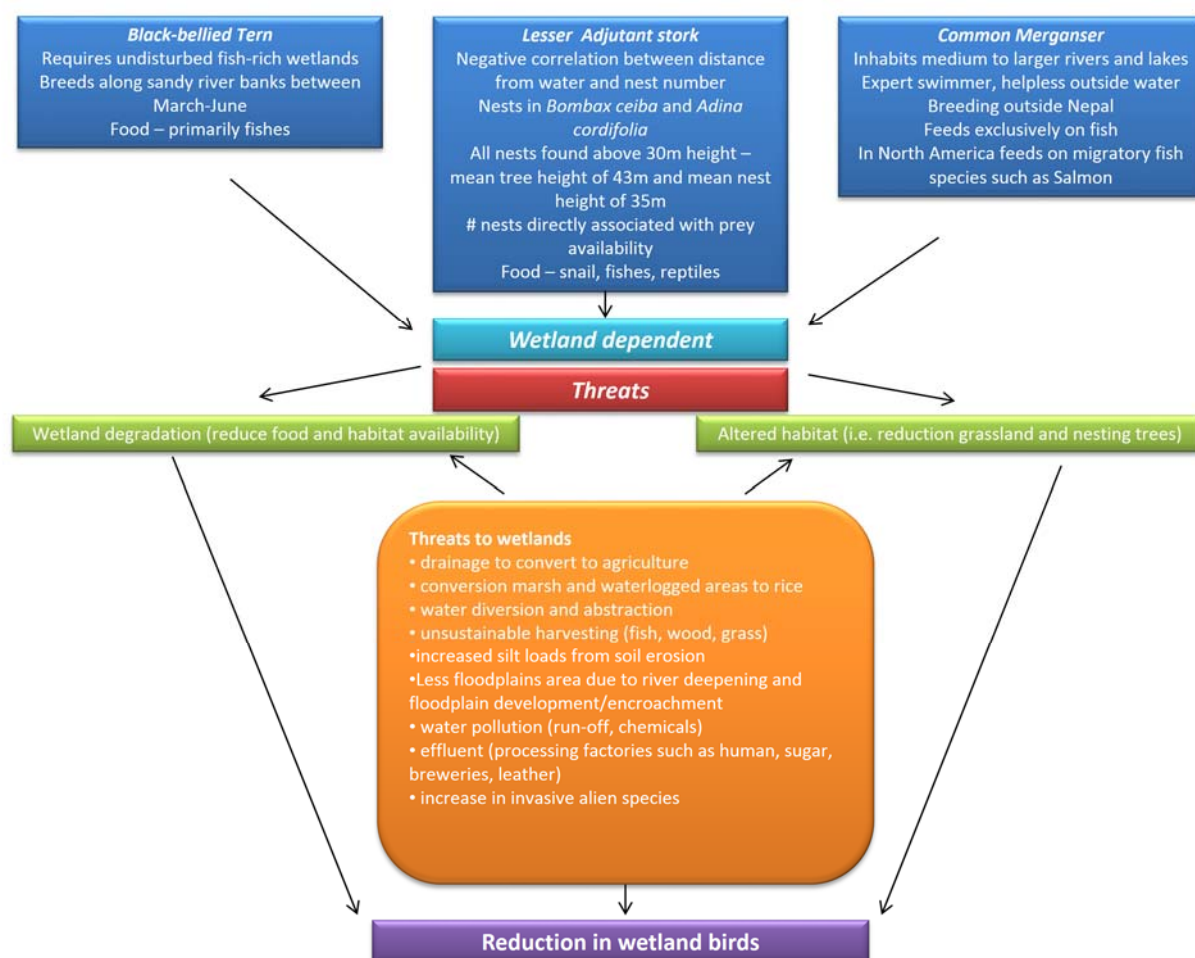 Black-bellied Tern
Requires undisturbed fish-rich wetlands
Breeds along sandy river banks between
March-June
Food – primarily fishes
Lesser Adjutant stork
Negative correlation between distance
from water and nest number
Nests in Bombax ceiba and Adina
cordifolia
All nests found above 30m height –
mean tree height of 43m and mean nest
height of 35m
# nests directly associated with prey
availability
Food – snail, fishes, reptiles
Common Merganser
Inhabits medium to larger rivers and lakes
Expert swimmer, helpless outside water
Breeding outside Nepal
Feeds exclusively on fish
In North America feeds on migratory fish
species such as Salmon
Wetland dependent
Threats
Wetland degradation (reduce food and habitat availability)
Altered habitat (i.e. reduction grassland and nesting trees)
Threats to wetlands
• drainage to convert to agriculture
• conversion marsh and waterlogged areas to rice
• water diversion and abstraction
• unsustainable harvesting (fish, wood, grass)
•increased silt loads from soil erosion
•Less floodplains area due to river deepening and
floodplain development/encroachment
• water pollution (run-off, chemicals)
• effluent (processing factories such as human, sugar,
breweries, leather)
• increase in invasive alien species
Reduction in wetland birds